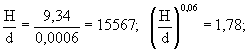 H/d = 9,34/0,0006 = 15567; (H/d)^0,06 = 1,78;